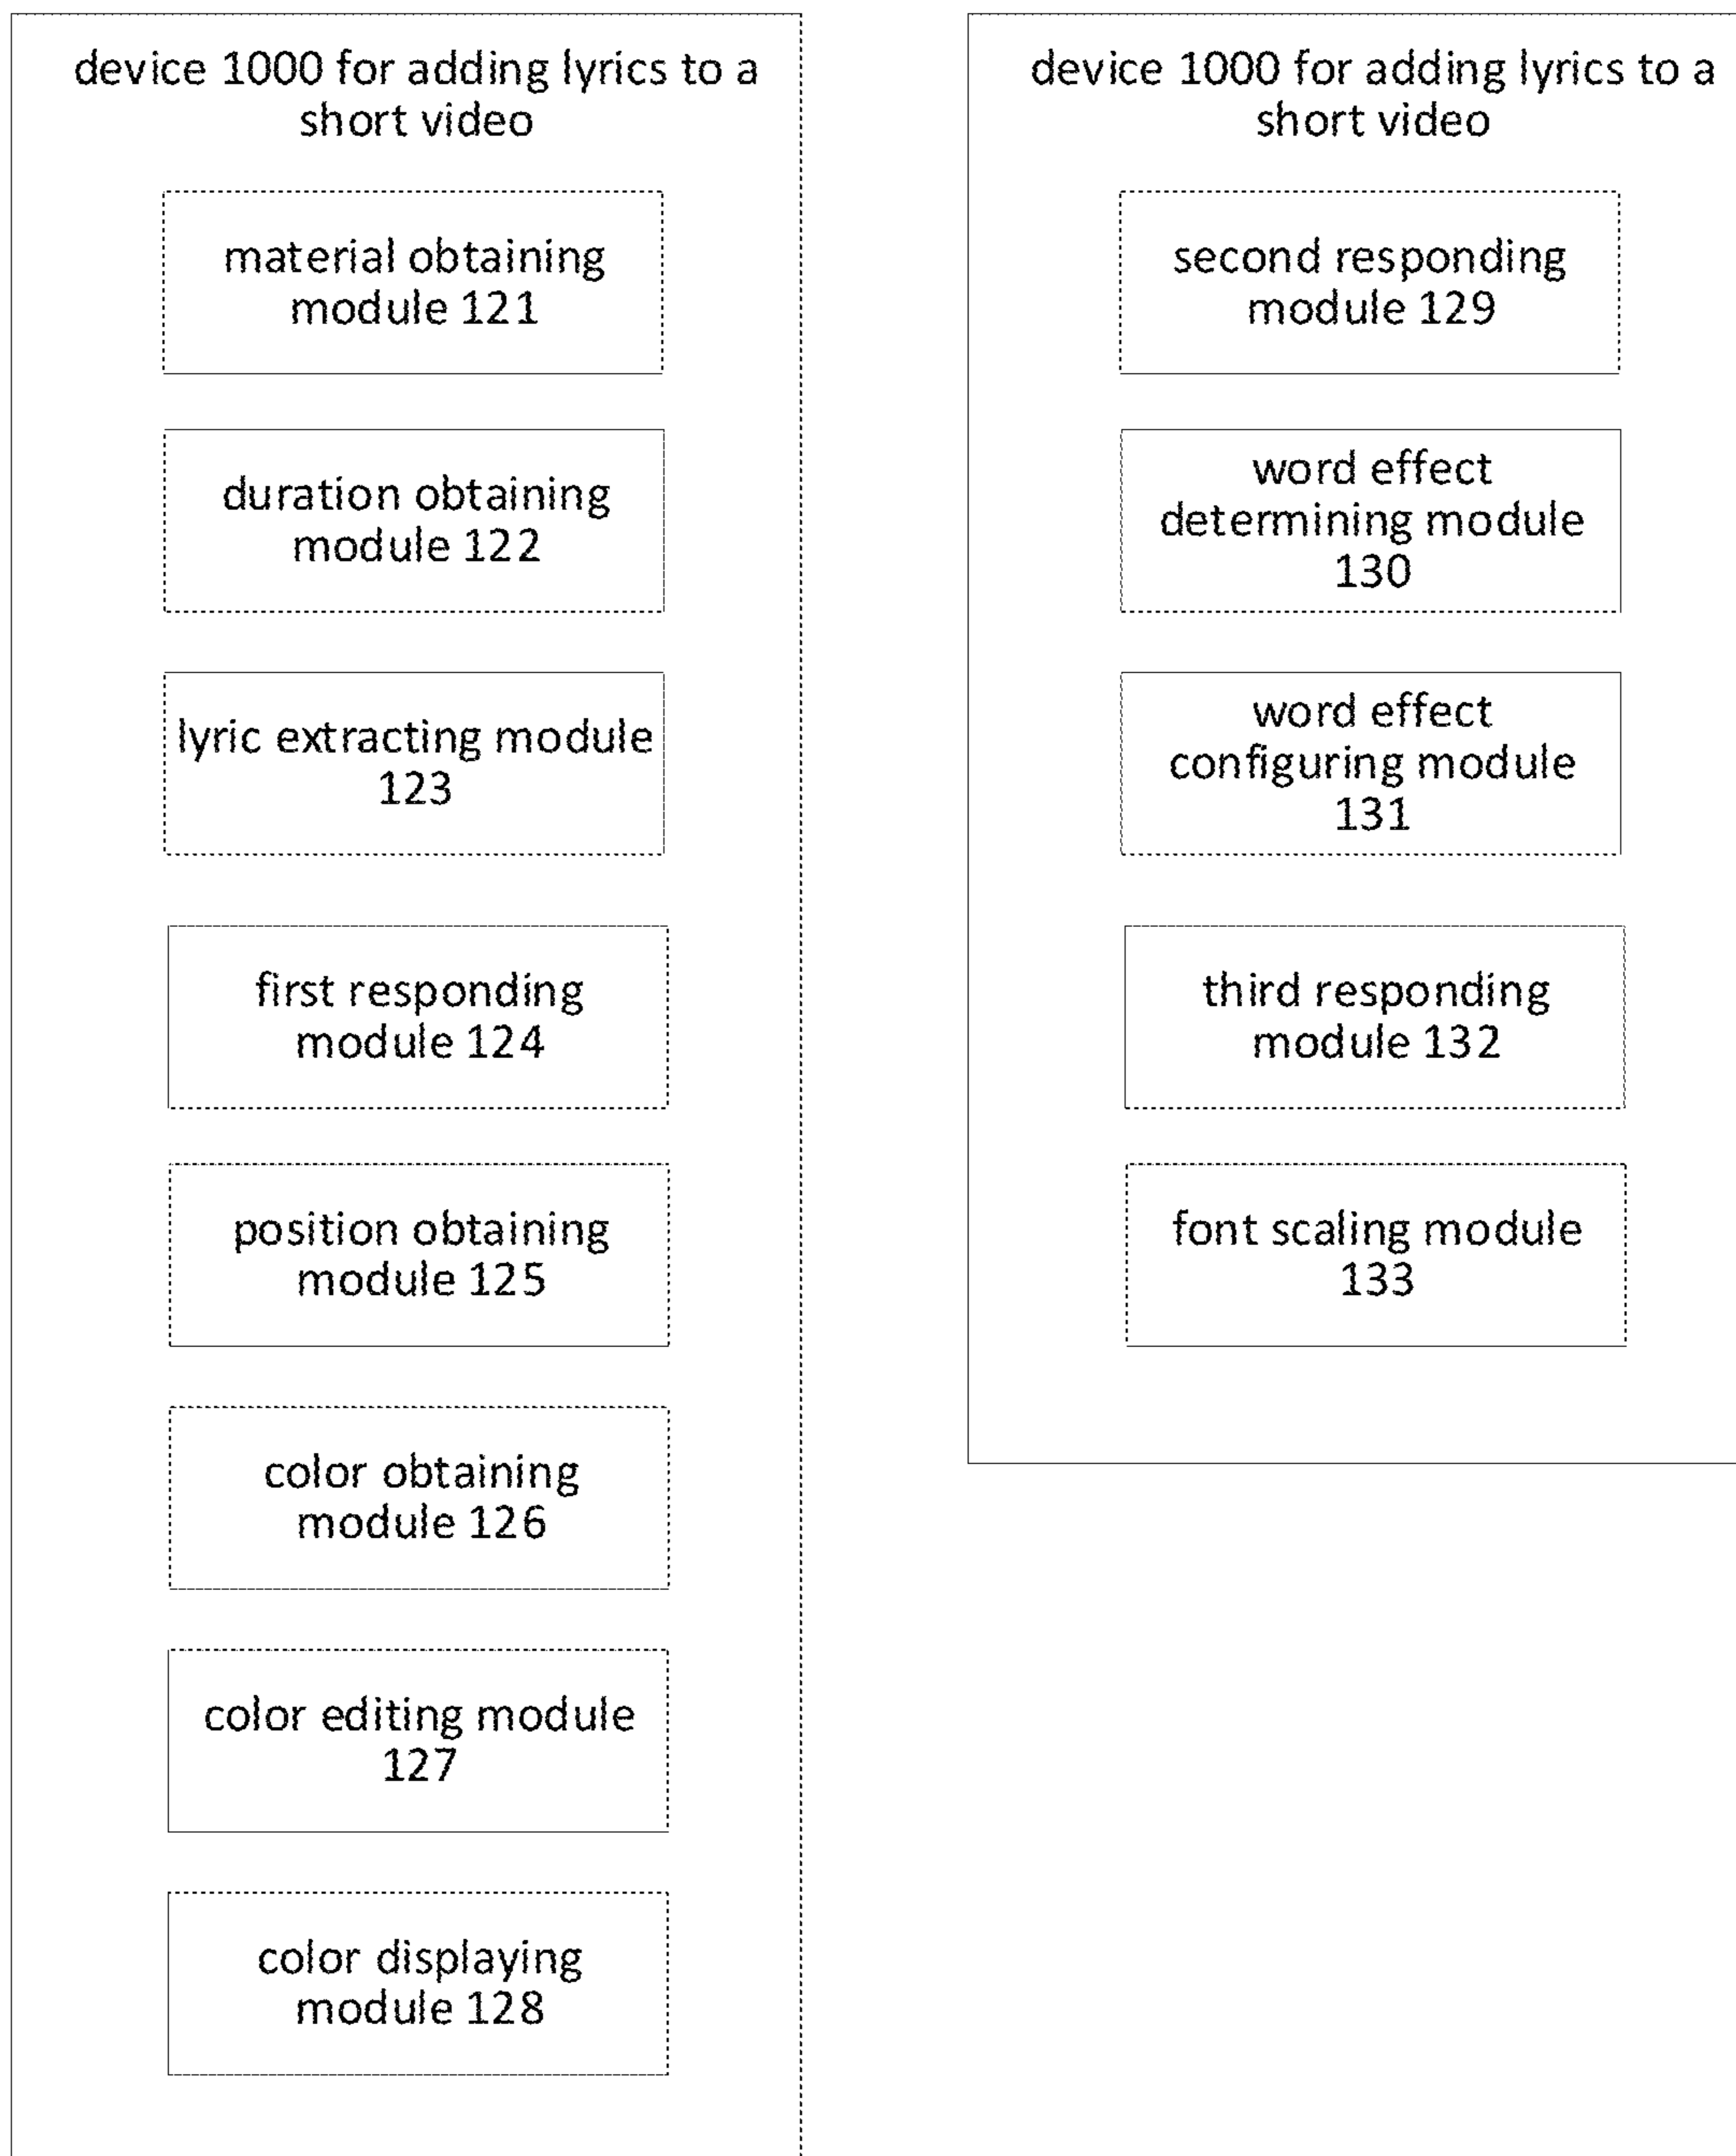 device 1000 for adding lyrics to a
short video
material obtaining
module 121
duration obtaining
module 122
lyric extracting module
123
first responding
module 124
position obtaining
module 125
color obtaining
module 126
color editing module
127
color displaying
module 128
device 1000 for adding lyrics to a
short video
second responding
module 129
word effect
determining module
130
word effect
configuring module
131
third responding
module 132
font scaling module
133